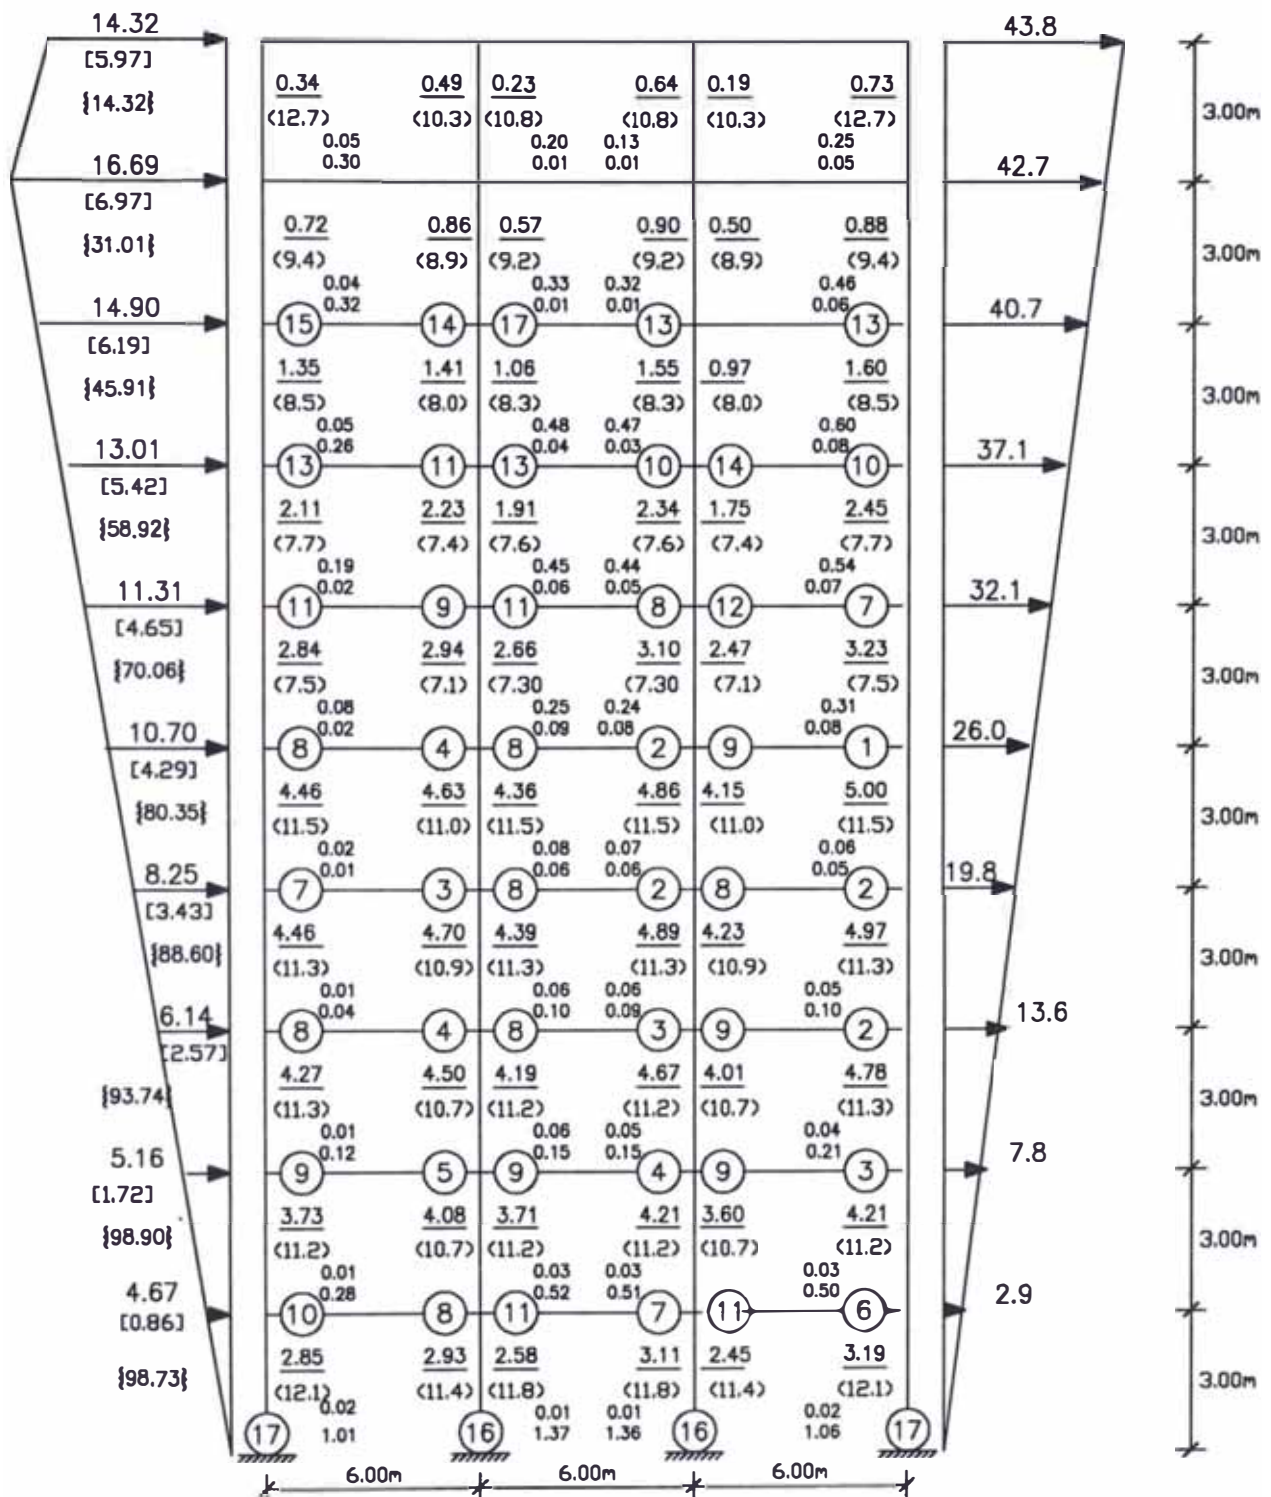 14.32 43.8
[5.97] 0.34 0.49 0.23 0.64 0.19 0.73
{14.32} (12.7) (10.3) (10.8) (10.8) (10.3) (12.7) 3.00m
0.05 0.20 0.13 0.25
0.30 0.01 0.01 0.05
16.69 42.7
[6.97] 0.72 0.86 0.57 0.90 0.50 0.88
{31.01} (9.4) (8.9) (9.2) (9.2) (8.9) (9.4) 3.00m
0.04 0.33 0.32 0.46
0.32 0.01 0.01 0.06
14.90 15 14 17 13 13 40.7
[6.19] 1.35 1.41 1.06 1.55 0.97 1.60
{45.91} (8.5) (8.0) (8.3) (8.3) (8.0) (8.5) 3.00m
0.05 0.48 0.47 0.60
0.26 0.04 0.03 0.08
13.01 13 11 13 10 14 10 37.1
[5.42] 2.11 2.23 1.91 2.34 1.75 2.45
{58.92} (7.7) (7.4) (7.6) (7.6) (7.4) (7.7) 3.00m
0.19 0.45 0.44 0.54
0.02 0.06 0.05 0.07
11.31 11 9 11 8 12 7 32.1
[4.65] 2.84 2.94 2.66 3.10 2.47 3.23
{70.06} (7.5) (7.1) (7.30 (7.30 (7.1) (7.5) 3.00m
0.08 0.25 0.24 0.31
0.02 0.09 0.08 0.08
10.70 8 4 8 2 9 1 26.0
[4.29] 4.46 4.63 4.36 4.86 4.15 5.00
{80.35} (11.5) (11.0) (11.5) (11.5) (11.0) (11.5) 3.00m
0.02 0.08 0.07 0.06
0.01 0.06 0.06 0.05
8.25 7 3 8 2 8 2 19.8
[3.43] 4.46 4.70 4.39 4.89 4.23 4.97
{88.60} (11.3) (10.9) (11.3) (11.3) (10.9) (11.3) 3.00m
0.01 0.06 0.06 0.05
0.04 0.10 0.09 0.10
6.14 8 4 8 3 9 2 13.6
[2.57] 4.27 4.50 4.19 4.67 4.01 4.78
{93.74} (11.3) (10.7) (11.2) (11.2) (10.7) (11.3) 3.00m
0.01 0.06 0.05 0.04
0.12 0.15 0.15 0.21
5.16 9 5 9 4 9 3 7.8
[1.72] 3.73 4.08 3.71 4.21 3.60 4.21
{98.90} (11.2) (10.7) (11.2) (11.2) (10.7) (11.2) 3.00m
0.01 0.03 0.03 0.03
0.28 0.52 0.51 0.50
4.67 10 8 11 7 11 6 2.9
[0.86] 2.85 2.93 2.58 3.11 2.45 3.19
{98.73} (12.1) (11.4) (11.8) (11.8) (11.4) (12.1) 3.00m
0.02 0.01 0.01 0.02
1.01 1.37 1.36 1.06
17 16 16 17
6.00m 6.00m 6.00m